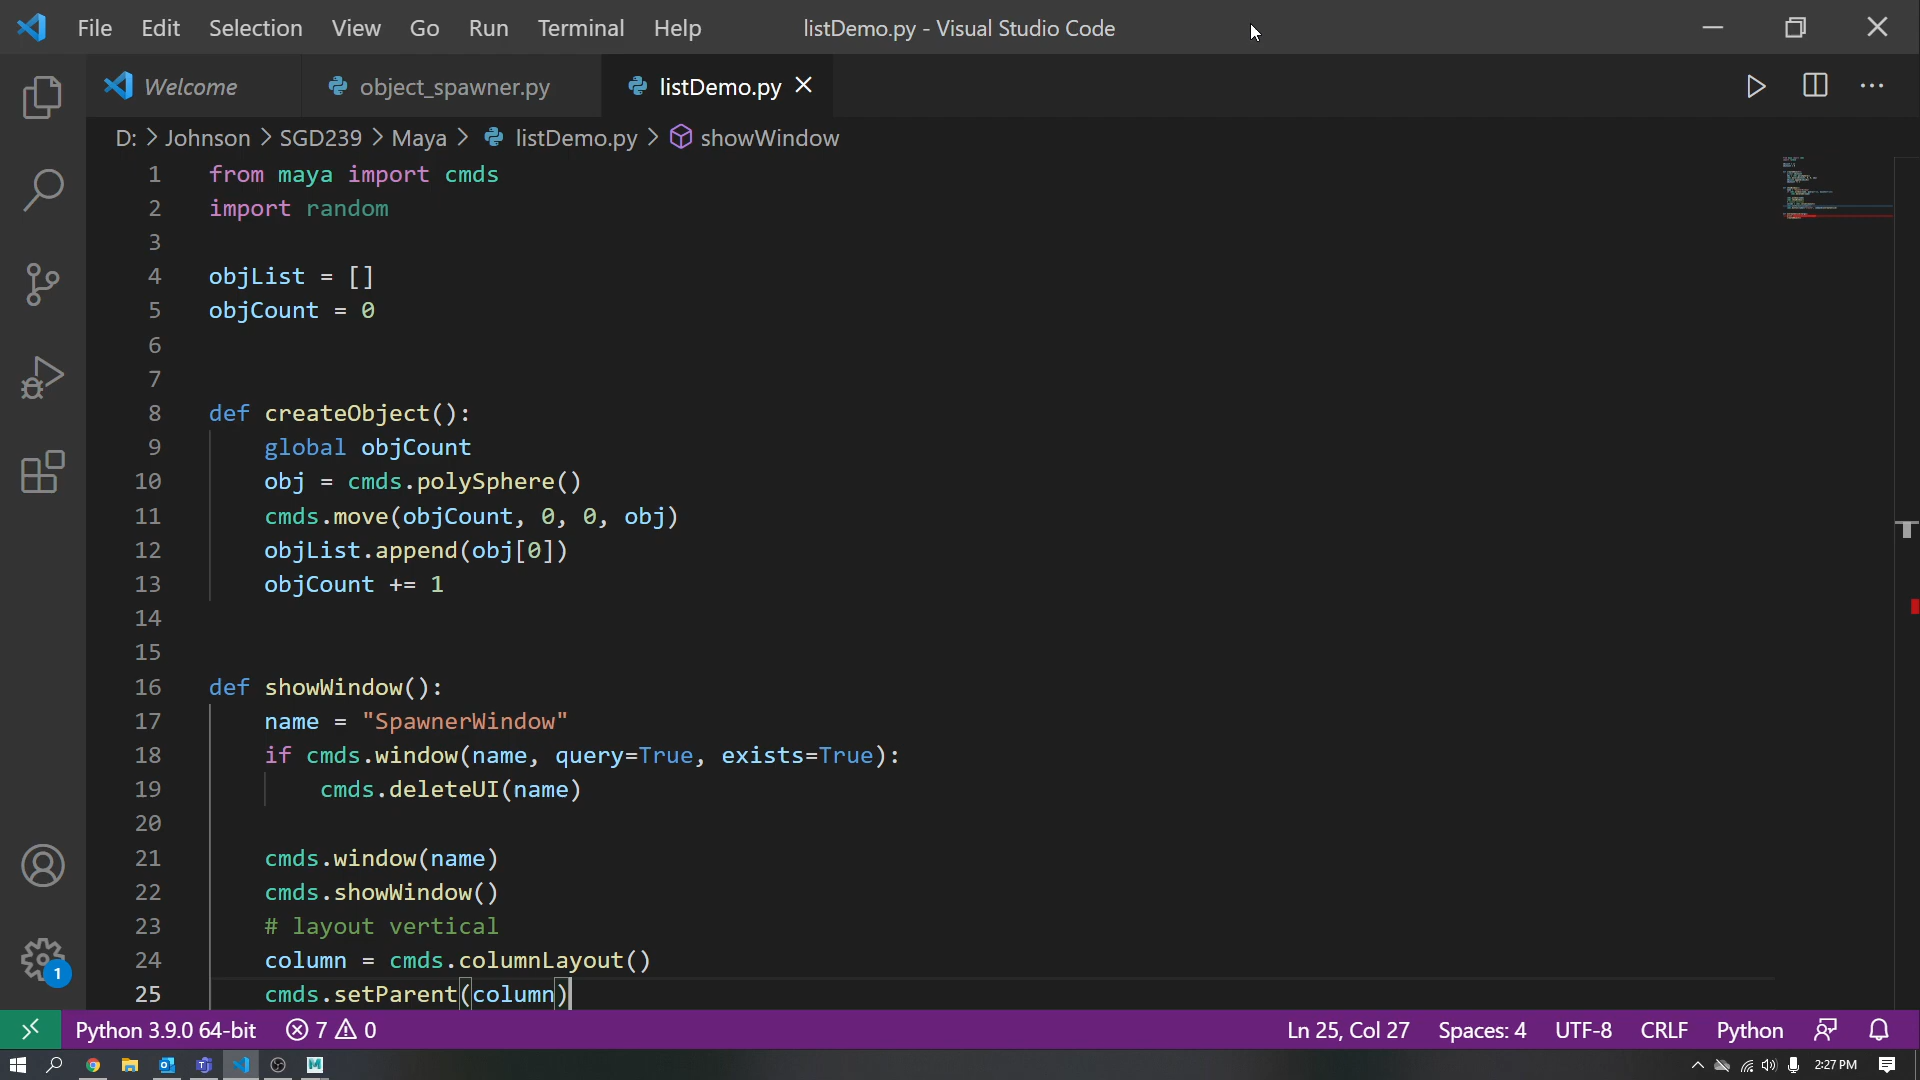 File Edit Selection View Go Run Terminal Help listDemo.py - Visual Studio Code
Welcome object_spawner.py listDemo.py
D: > Johnson > SGD239 > Maya > listDemo.py > showWindow
1 from maya import cmds
2 import random
3
4 objList = []
5 objCount = 0
6
7
8 def createObject():
9 global objCount
10 obj = cmds.polySphere()
11 cmds.move(objCount, 0, 0, obj)
12 objList.append(obj[0])
13 objCount += 1
14
15
16 def showWindow():
17 name = "SpawnerWindow"
18 if cmds.window(name, query=True, exists=True):
19 cmds.deleteUI(name)
20
21 cmds.window(name)
22 cmds.showWindow()
23 # layout vertical
24 column = cmds.columnLayout()
25 cmds.setParent(column)
1
Python 3.9.0 64-bit 7 0 Ln 25, Col 27 Spaces: 4 UTF-8 CRLF Python
2:27 PM